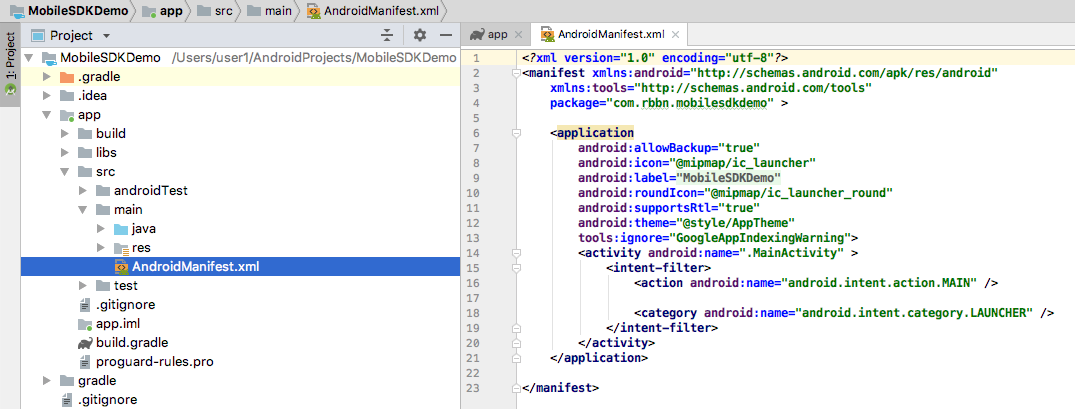 MobileSDKDemo app src main AndroidManifest.xml
1: Project
Project
MobileSDKDemo /Users/user1/AndroidProjects/MobileSDKDemo
.gradle
.idea
app
build
libs
src
androidTest
main
java
res
AndroidManifest.xml
test
.gitignore
app.iml
build.gradle
proguard-rules.pro
gradle
.gitignore
app AndroidManifest.xml
1 <?xml version="1.0" encoding="utf-8"?>
2 <manifest xmlns:android="http://schemas.android.com/apk/res/android"
3 xmlns:tools="http://schemas.android.com/tools"
4 package="com.rbbn.mobilesdkdemo" >
5
6 <application
7 android:allowBackup="true"
8 android:icon="@mipmap/ic_launcher"
9 android:label="MobileSDKDemo"
10 android:roundIcon="@mipmap/ic_launcher_round"
11 android:supportsRtl="true"
12 android:theme="@style/AppTheme"
13 tools:ignore="GoogleAppIndexingWarning">
14 <activity android:name=".MainActivity" >
15 <intent-filter>
16 <action android:name="android.intent.action.MAIN" />
17
18 <category android:name="android.intent.category.LAUNCHER" />
19 </intent-filter>
20 </activity>
21 </application>
22
23 </manifest>